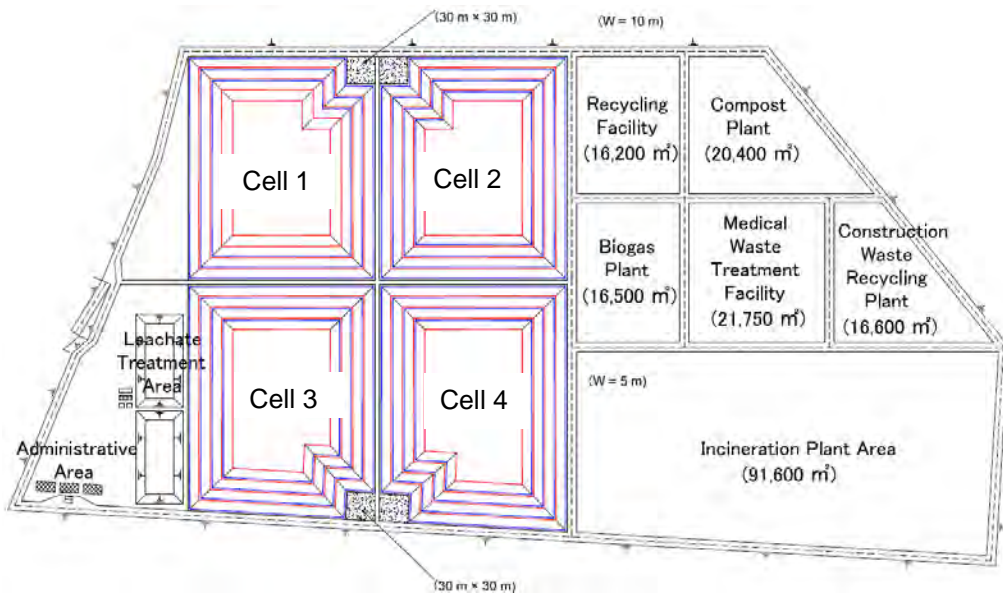 (30 m × 30 m)
(W = 10 m)
Recycling
Facility
(16,200 ㎡)
Compost
Plant
(20,400 ㎡)
Cell 1
Cell 2
Biogas
Plant
(16,500 ㎡)
Medical
Waste
Treatment
Facility
(21,750 ㎡)
Construction
Waste
Recycling
Plant
(16,600 ㎡)
Leachate
Treatment
Area
Cell 3
Cell 4
(W = 5 m)
Administrative
Area
Incineration Plant Area
(91,600 ㎡)
(30 m × 30 m)